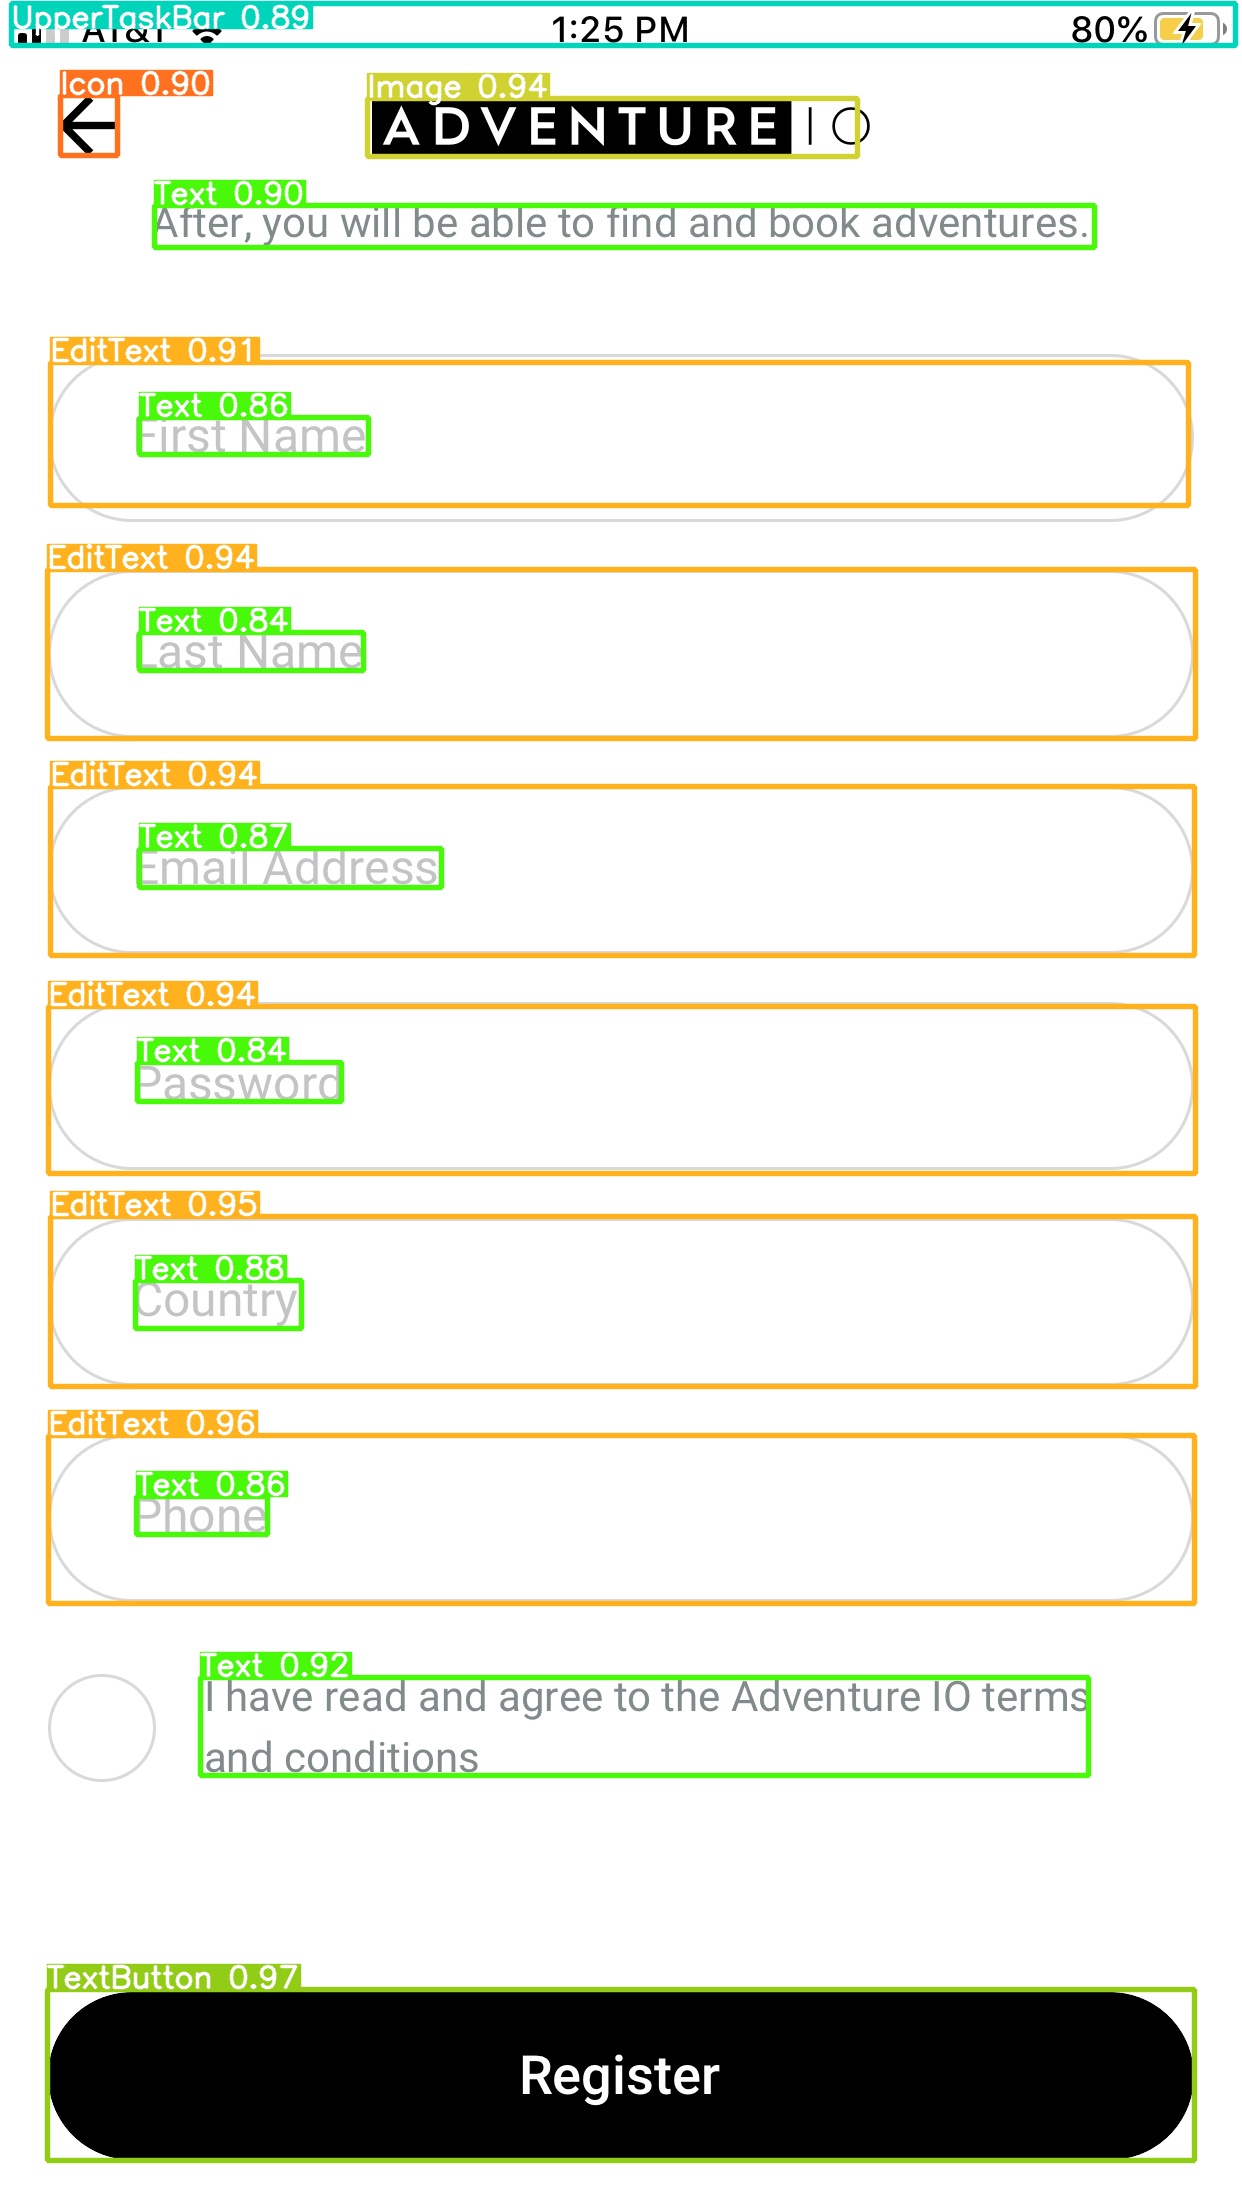 UpperTaskBar 0.89
AT&T 1:25 PM 80%
Icon 0.90
Image 0.94
ADVENTURE | O
Text 0.90
After, you will be able to find and book adventures.
EditText 0.91
Text 0.86
First Name
EditText 0.94
Text 0.84
Last Name
EditText 0.94
Text 0.87
Email Address
EditText 0.94
Text 0.84
Password
EditText 0.95
Text 0.88
Country
EditText 0.96
Text 0.86
Phone
Text 0.92
I have read and agree to the Adventure IO terms
and conditions
TextButton 0.97
Register